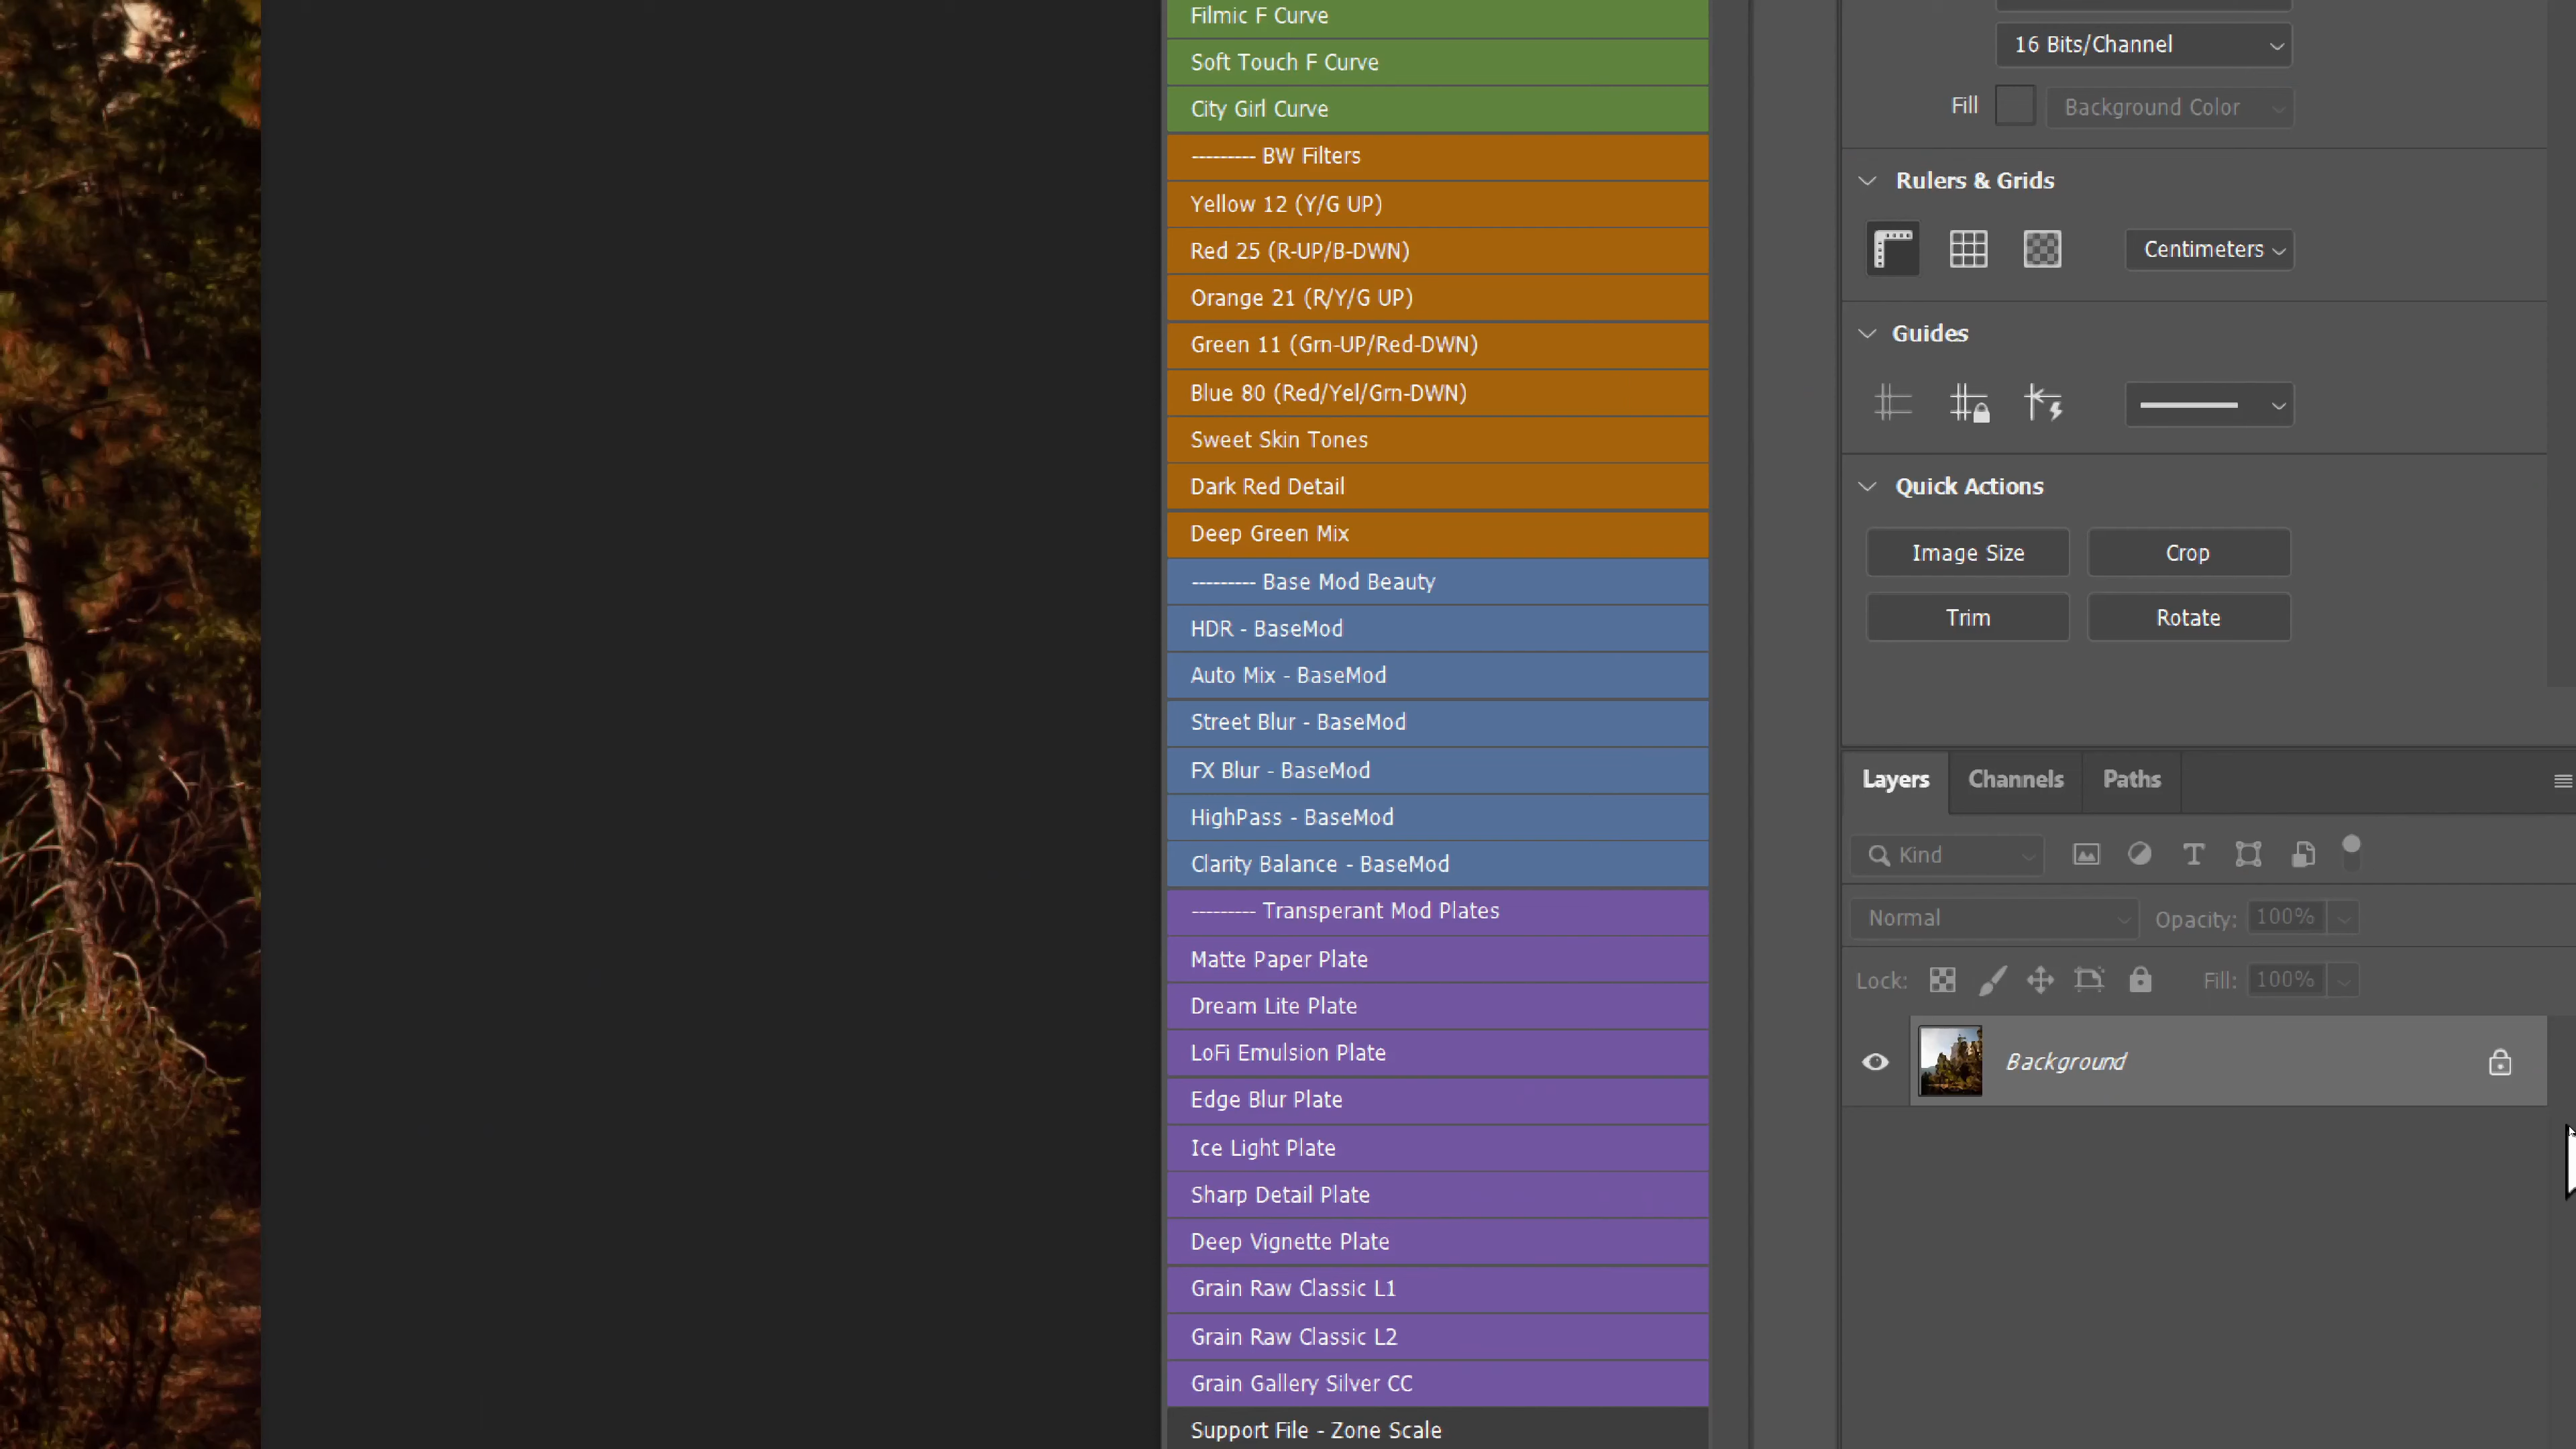 Filmic F Curve
Soft Touch F Curve
City Girl Curve
--------- BW Filters
Yellow 12 (Y/G UP)
Red 25 (R-UP/B-DWN)
Orange 21 (R/Y/G UP)
Green 11 (Grn-UP/Red-DWN)
Blue 80 (Red/Yel/Grn-DWN)
Sweet Skin Tones
Dark Red Detail
Deep Green Mix
--------- Base Mod Beauty
HDR - BaseMod
Auto Mix - BaseMod
Street Blur - BaseMod
FX Blur - BaseMod
HighPass - BaseMod
Clarity Balance - BaseMod
--------- Transperant Mod Plates
Matte Paper Plate
Dream Lite Plate
LoFi Emulsion Plate
Edge Blur Plate
Ice Light Plate
Sharp Detail Plate
Deep Vignette Plate
Grain Raw Classic L1
Grain Raw Classic L2
Grain Gallery Silver CC
Support File - Zone Scale
16 Bits/Channel
Fill Background Color
Rulers & Grids
Centimeters
Guides
Quick Actions
Image Size Crop
Trim Rotate
Layers Channels Paths
Kind
Normal Opacity: 100%
Lock: Fill: 100%
Background